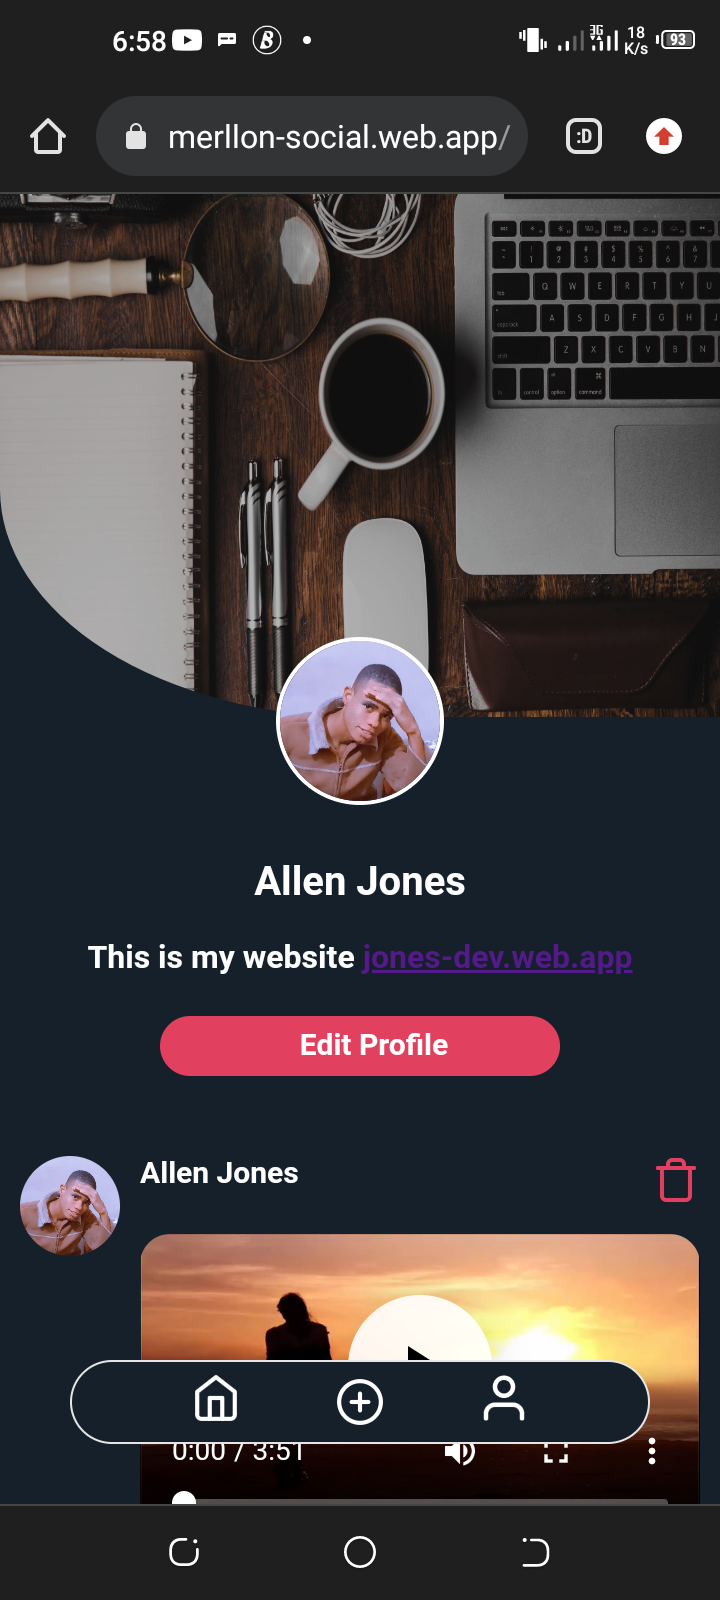 6:58
3G
18
K/s
93
merllon-social.web.app/
:D
Allen Jones
This is my website jones-dev.web.app
Edit Profile
Allen Jones
0:00 / 3:51